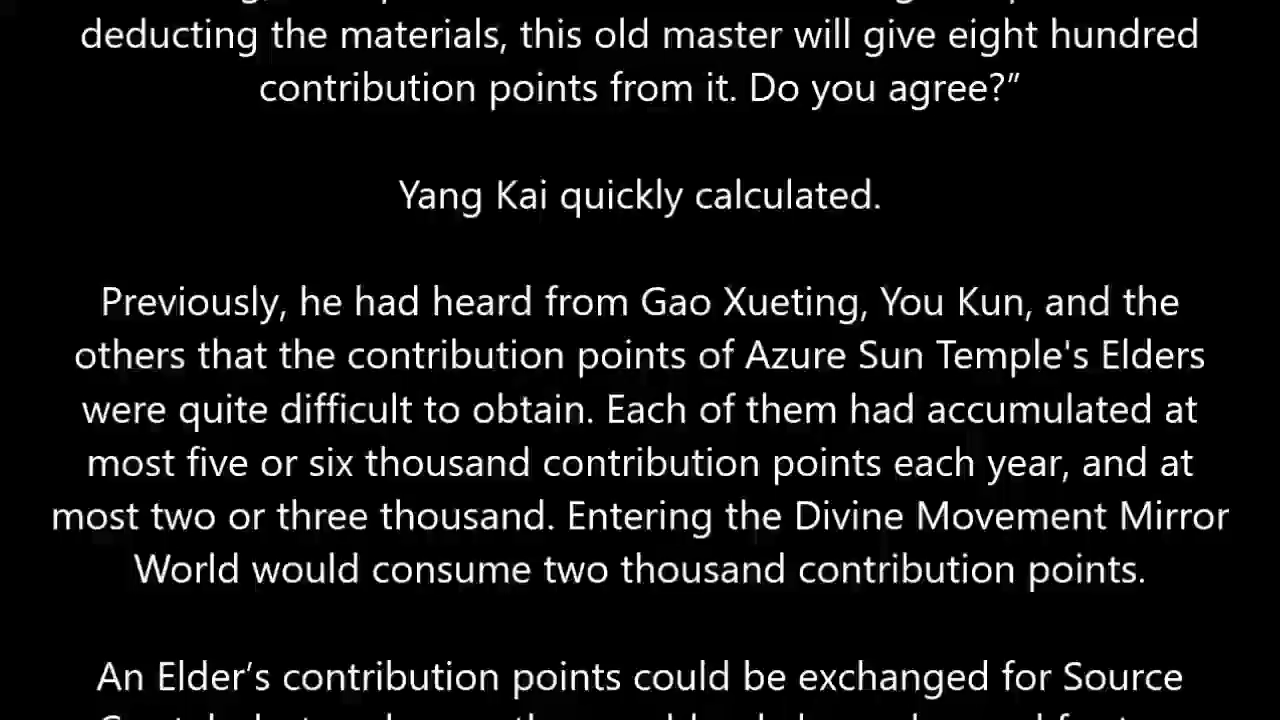 deducting the materials, this old master will give eight hundred
contribution points from it. Do you agree?”
Yang Kai quickly calculated.
Previously, he had heard from Gao Xueting, You Kun, and the
others that the contribution points of Azure Sun Temple's Elders
were quite difficult to obtain. Each of them had accumulated at
most five or six thousand contribution points each year, and at
most two or three thousand. Entering the Divine Movement Mirror
World would consume two thousand contribution points.
An Elder’s contribution points could be exchanged for Source